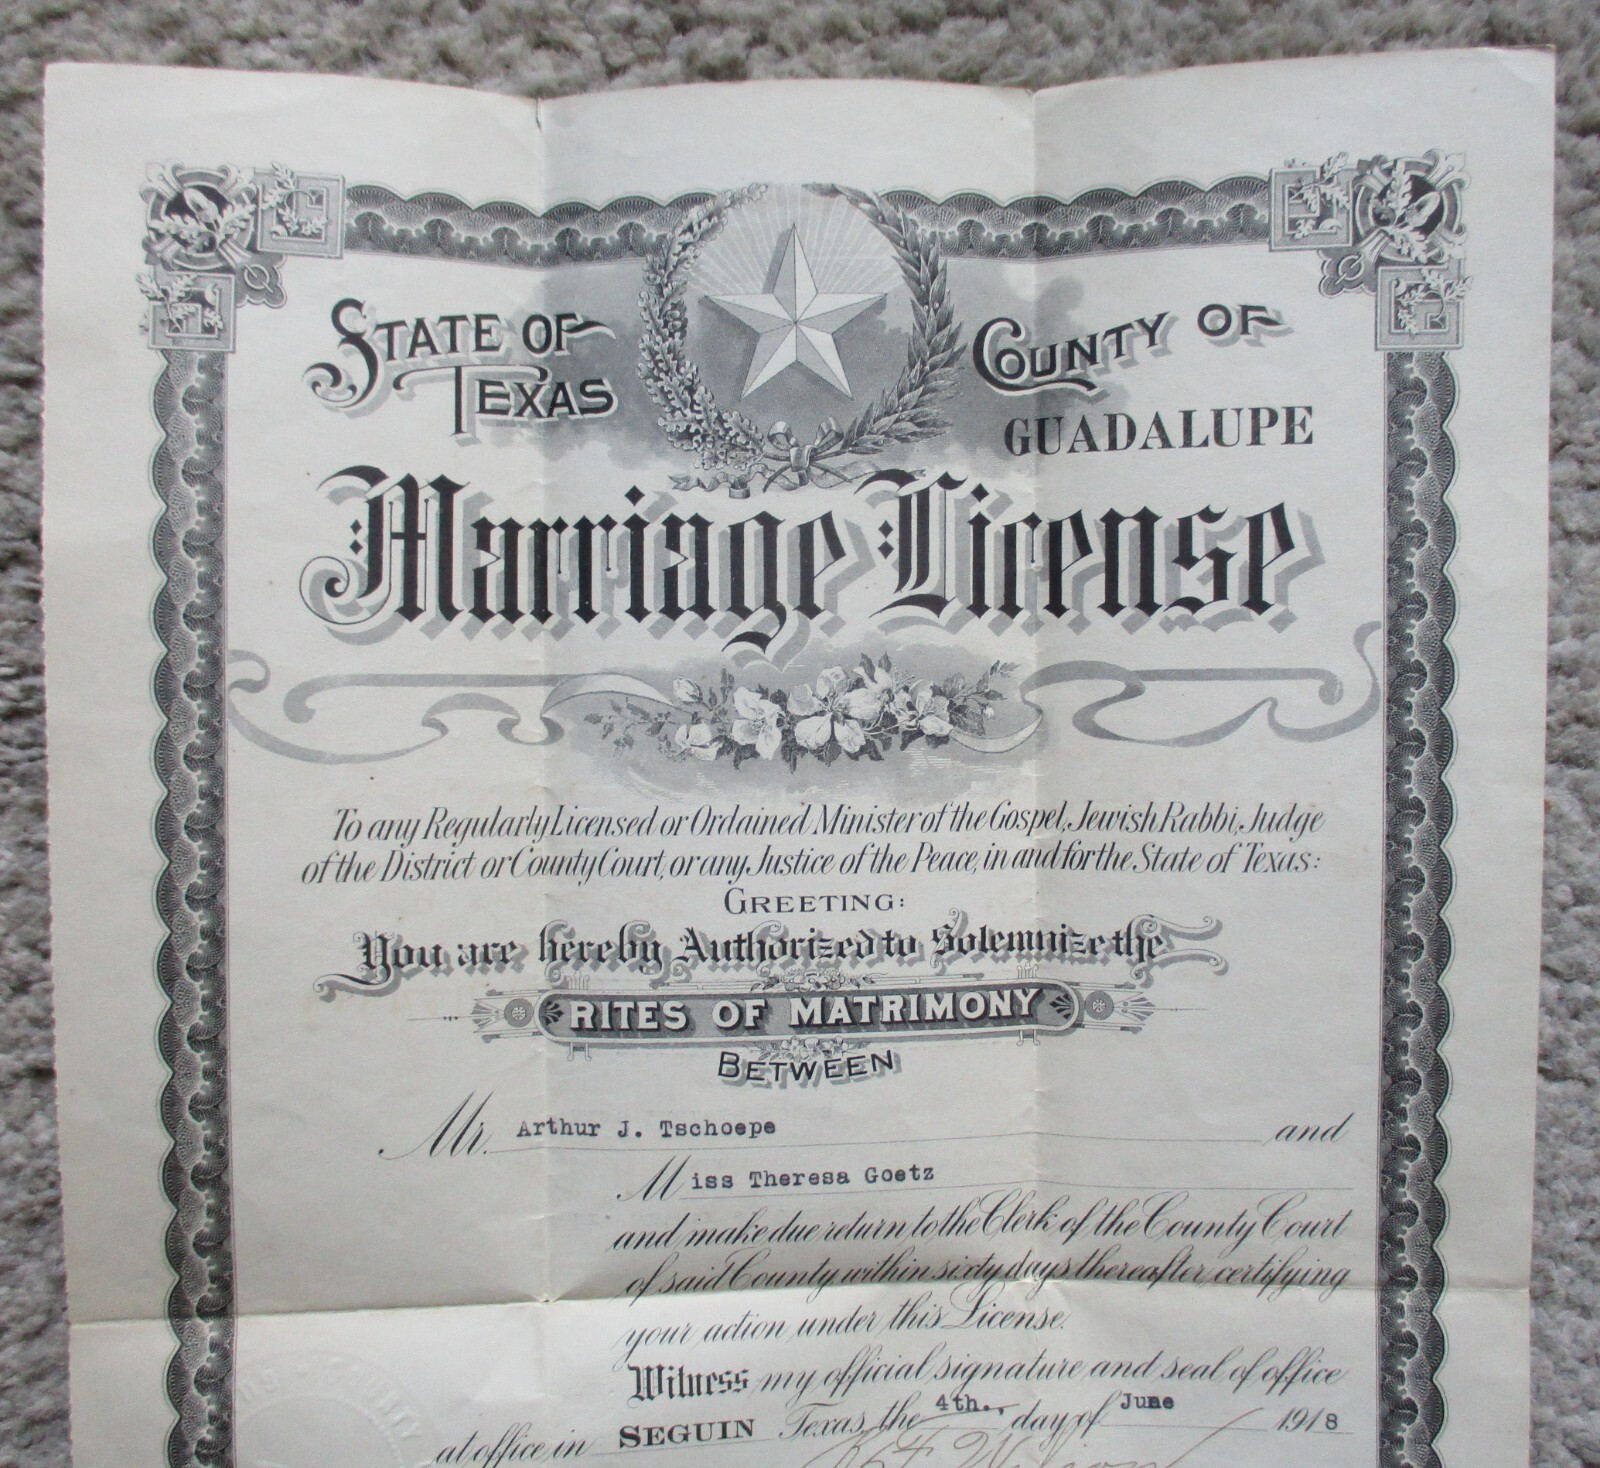 STATE OF TEXAS
COUNTY OF GUADALUPE
Marriage License
To any Regularly Licensed or Ordained Minister of the Gospel, Jewish Rabbi, Judge
of the District or County Court, or any Justice of the Peace, in and for the State of Texas:
GREETING:
You are hereby Authorized to Solemnize the
RITES OF MATRIMONY
BETWEEN
Mr. Arthur J. Tschoepe and
Miss Theresa Goetz
and make due return to the Clerk of the County Court
of said County within sixty days thereafter, certifying
your action under this License.
Witness my official signature and seal of office
at office in SEGUIN Texas, the 4th., day of June 1918